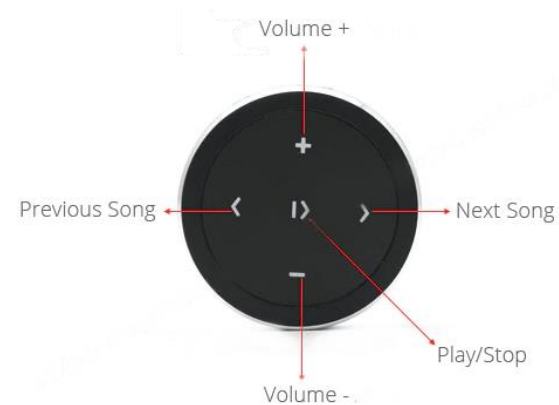 Volume +
Previous Song
Next Song
Play/Stop
Volume -